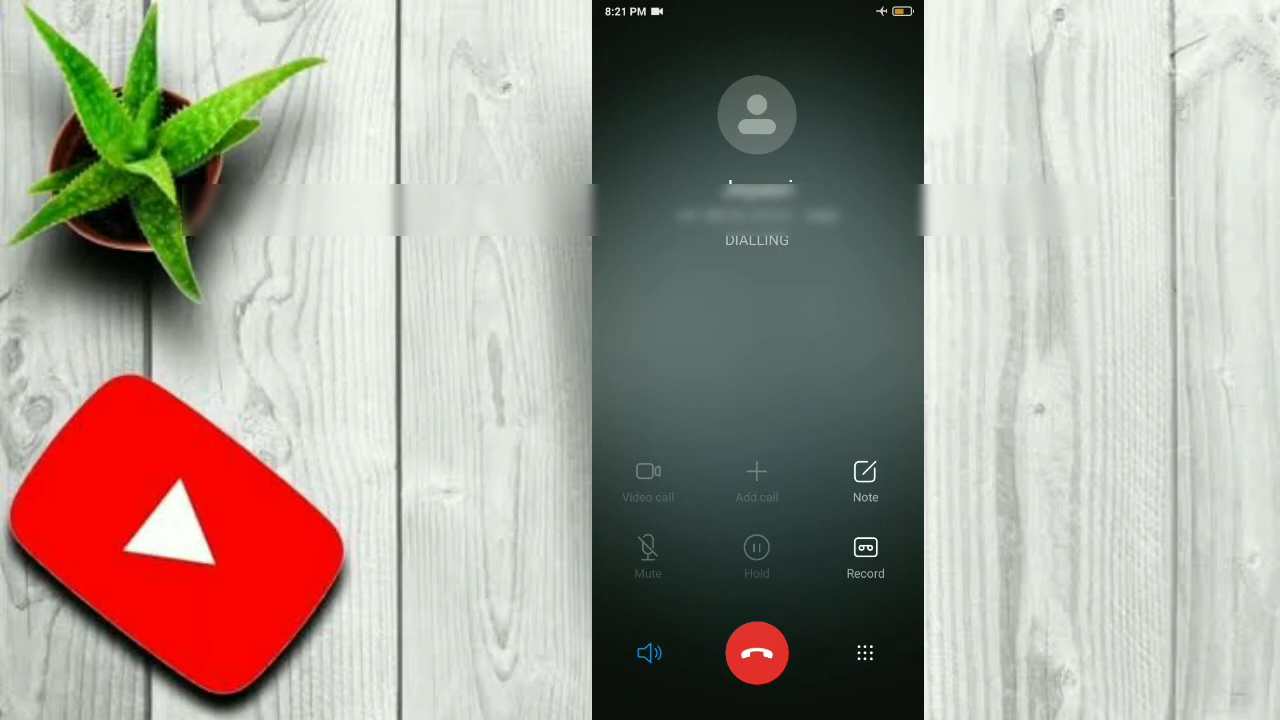 8:21 PM
DIALLING
Video call
Add call
Note
Mute
Hold
Record